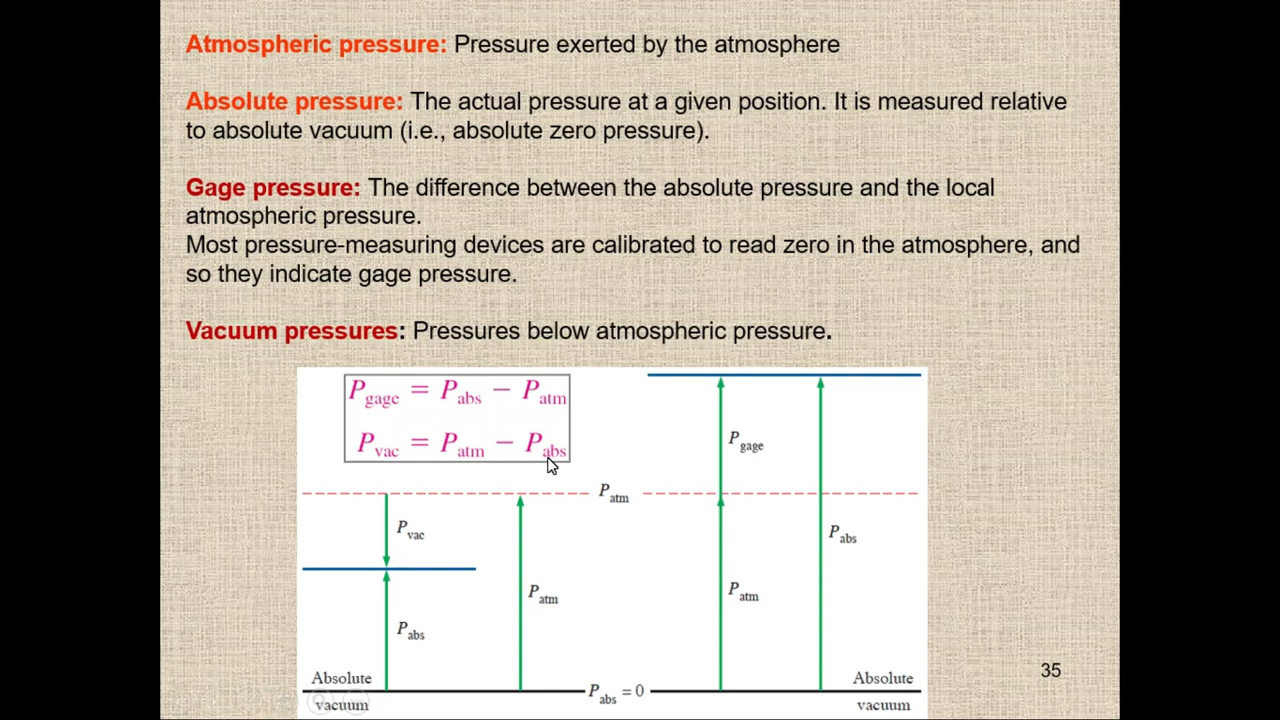 Atmospheric pressure: Pressure exerted by the atmosphere
Absolute pressure: The actual pressure at a given position. It is measured relative
to absolute vacuum (i.e., absolute zero pressure).
Gage pressure: The difference between the absolute pressure and the local
atmospheric pressure.
Most pressure-measuring devices are calibrated to read zero in the atmosphere, and
so they indicate gage pressure.
Vacuum pressures: Pressures below atmospheric pressure.
Pgage = Pabs − Patm
Pvac = Patm − Pabs
Pgage
Patm
Pvac
Pabs
Patm
Patm
Pabs
Absolute
vacuum
Pabs = 0
Absolute
vacuum
35